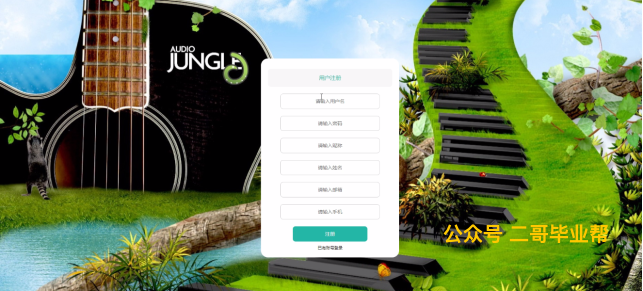 AUDIO
JUNGLE
用户注册
请输入用户名
请输入密码
请输入昵称
请输入姓名
请输入邮箱
请输入手机
注册
已有账号登录
公众号 二哥毕业帮